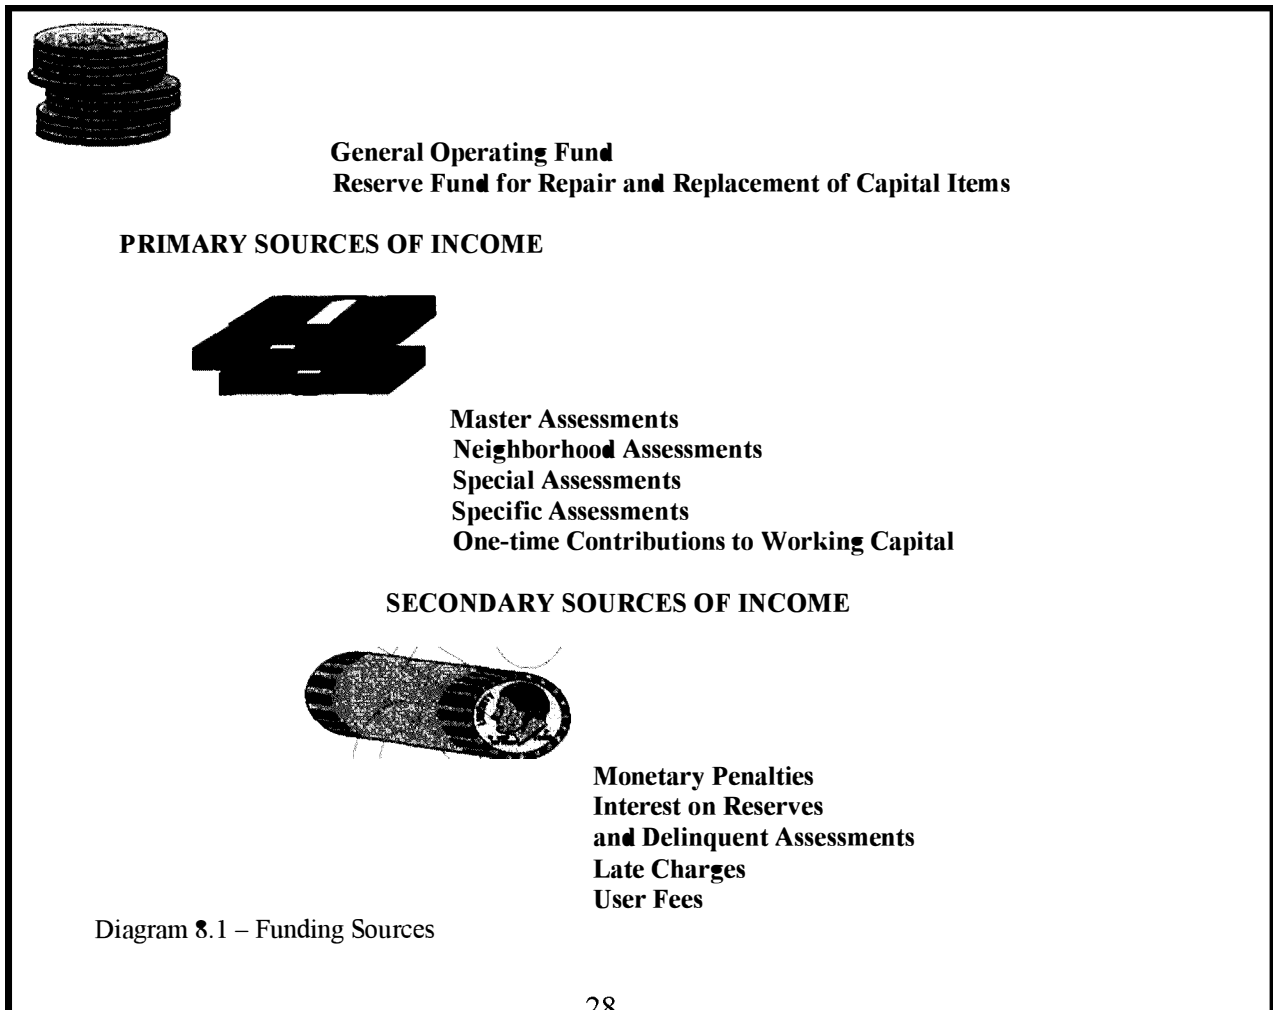 General Operating Fund
Reserve Fund for Repair and Replacement of Capital Items
PRIMARY SOURCES OF INCOME
Master Assessments
Neighborhood Assessments
Special Assessments
Specific Assessments
One-time Contributions to Working Capital
SECONDARY SOURCES OF INCOME
LIBERTY
Monetary Penalties
Interest on Reserves
and Delinquent Assessments
Late Charges
User Fees
Diagram 8.1 – Funding Sources
28